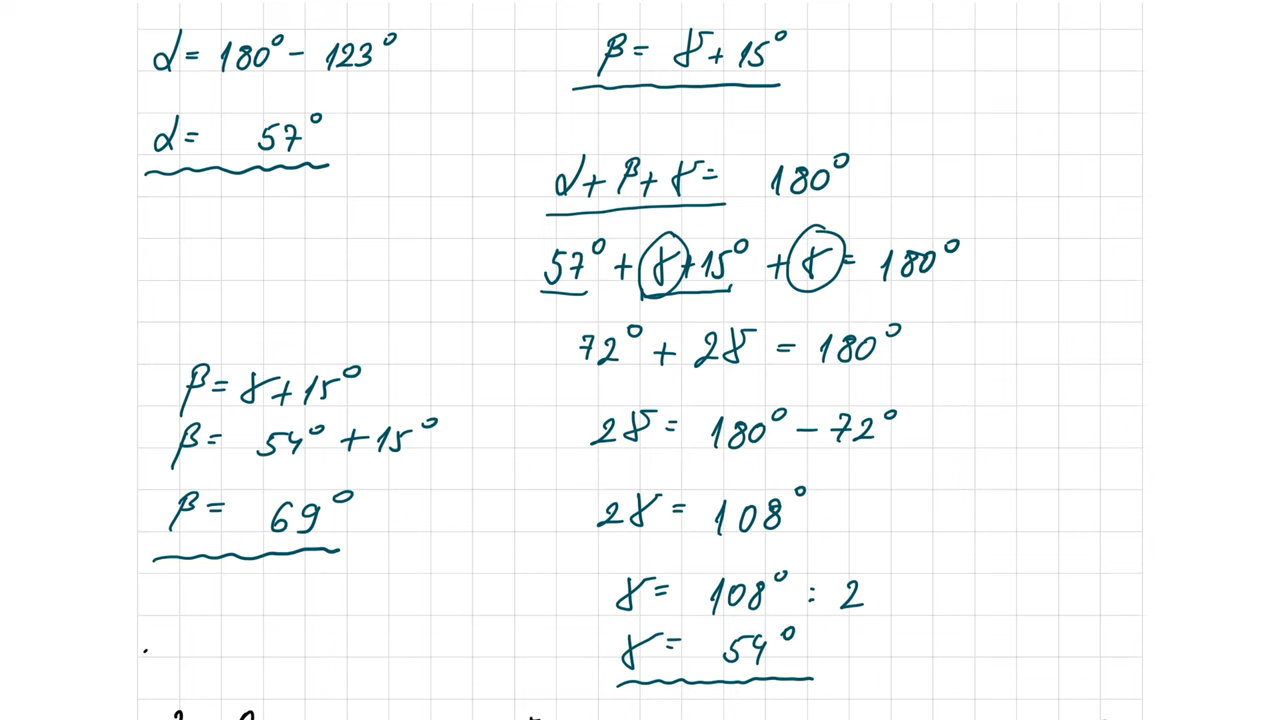 α = 180° - 123°
α = 57°
β = γ + 15°
α + β + γ = 180°
57° + γ + 15° + γ = 180°
72° + 2γ = 180°
2γ = 180° - 72°
2γ = 108°
γ = 108° : 2
γ = 54°
β = γ + 15°
β = 54° + 15°
β = 69°